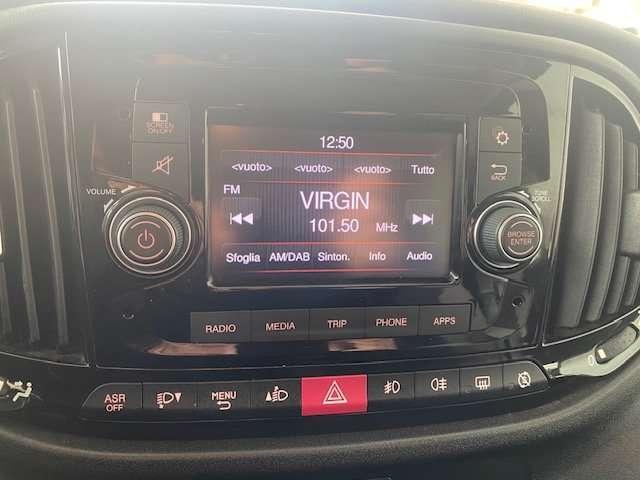 12:50
SCREEN
ON/OFF
<vuoto> <vuoto> <vuoto> Tutto
BACK
VOLUME
FM
VIRGIN
101.50 MHz
TUNE
SCROLL
BROWSE
ENTER
Sfoglia AM/DAB Sinton. Info Audio
RADIO MEDIA TRIP PHONE APPS
ASR
OFF
MENU